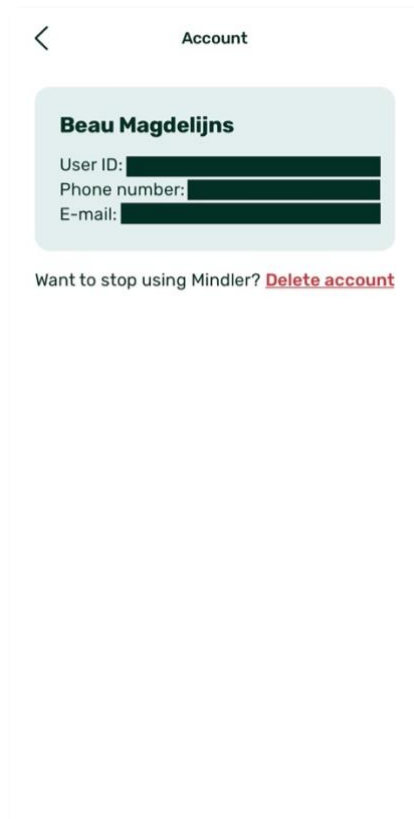 Account
Beau Magdelijns
User ID:
Phone number:
E-mail:
Want to stop using Mindler? Delete account